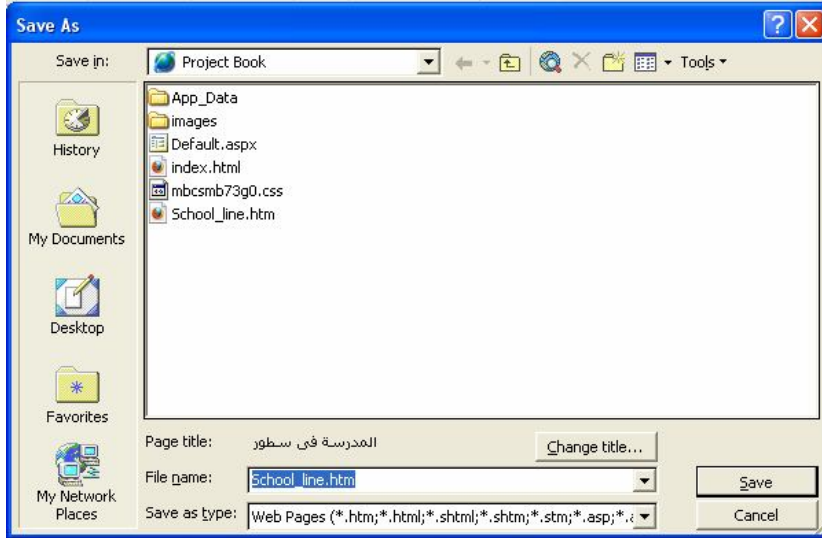 Save As
Save in:
Project Book
Tools
History
My Documents
Desktop
Favorites
My Network
Places
App_Data
images
Default.aspx
index.html
mbcsmb73g0.css
School_line.htm
Page title:
المدرسة فى سطور
Change title...
File name:
School_line.htm
Save
Save as type:
Web Pages (*.htm;*.html;*.shtml;*.shtm;*.stm;*.asp;*.a
Cancel